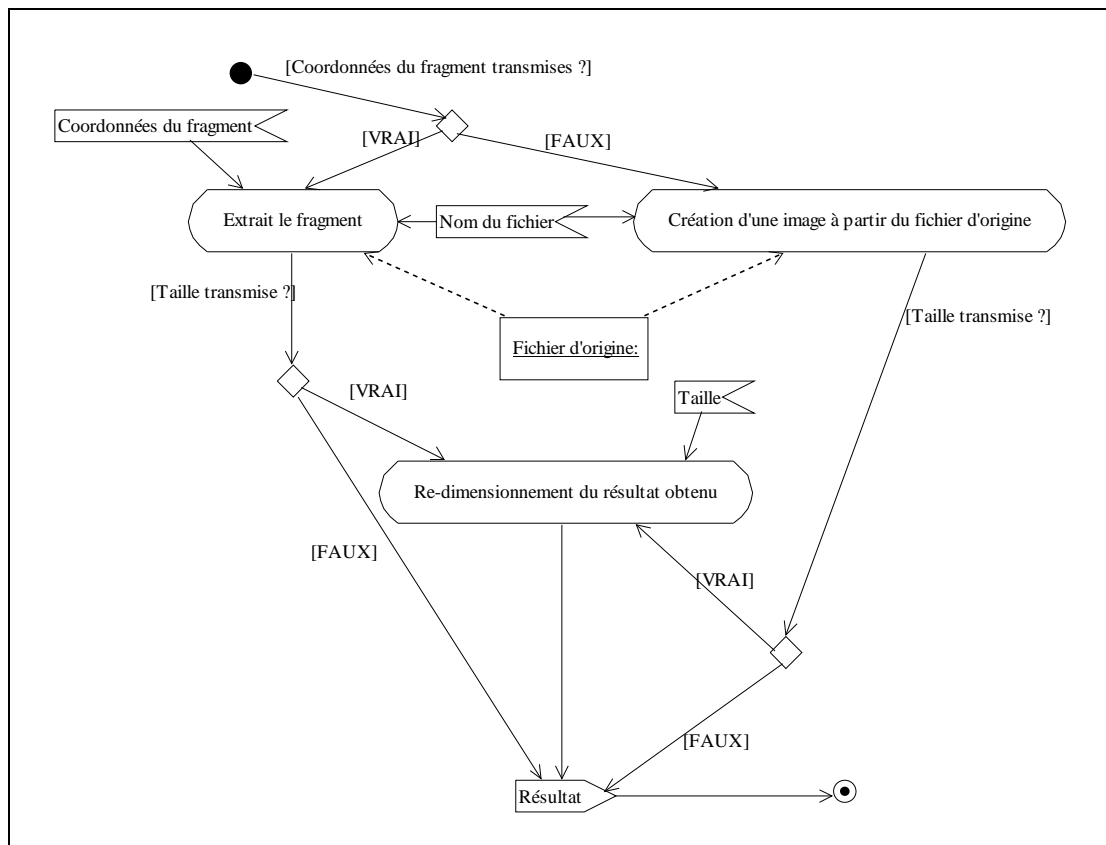 [Coordonnées du fragment transmises ?]
Coordonnées du fragment
[VRAI]
[FAUX]
Extrait le fragment
Nom du fichier
Création d'une image à partir du fichier d'origine
[Taille transmise ?]
[Taille transmise ?]
Fichier d'origine:
[VRAI]
Taille
Re-dimensionnement du résultat obtenu
[FAUX]
[VRAI]
[FAUX]
Résultat